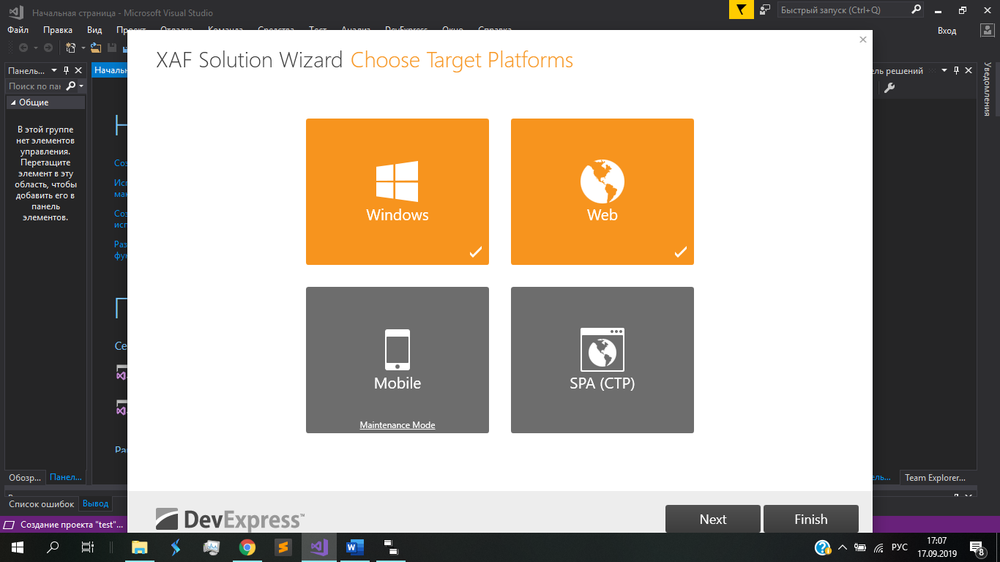 Начальная страница - Microsoft Visual Studio
Быстрый запуск (Ctrl+Q)
Файл Правка Вид Проект Отладка Команда Средства Тест Анализ DevExpress Окно Справка
Вход
XAF Solution Wizard Choose Target Platforms
Панель...
Начальн
ель решений
Уведомления
Поиск по пан
Общие
В этой группе
нет элементов
управления.
Перетащите
элемент в эту
область, чтобы
добавить его в
панель
элементов.
Н
Соз
Исп
мак
Соз
исп
Раз
фун
П
Се
Windows
Web
Mobile
Maintenance Mode
SPA (CTP)
Обозр...
Панел...
ель...
Team Explorer...
Список ошибок
Вывод
DevExpress™
Next
Finish
Создание проекта "test"...
РУС
17:07
17.09.2019
8